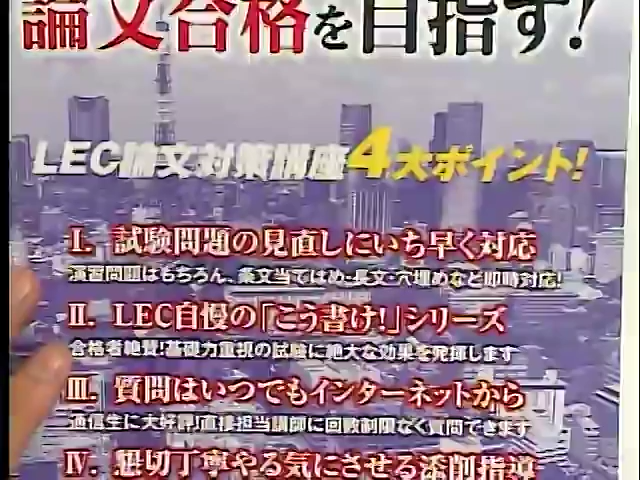 論文合格を目指す!
LEC論文対策講座4大ポイント!
I. 試験問題の見直しにいち早く対応
演習問題はもちろん、条文当てはめ・長文・穴埋めなど即時対応!
II. LEC自慢の「こう書け!」シリーズ
合格者絶賛!基礎力重視の試験に絶大な効果を発揮します
III. 質問はいつでもインターネットから
通信生に大好評!直接担当講師に回数制限なく質問できます
IV. 懇切丁寧やる気にさせる添削指導